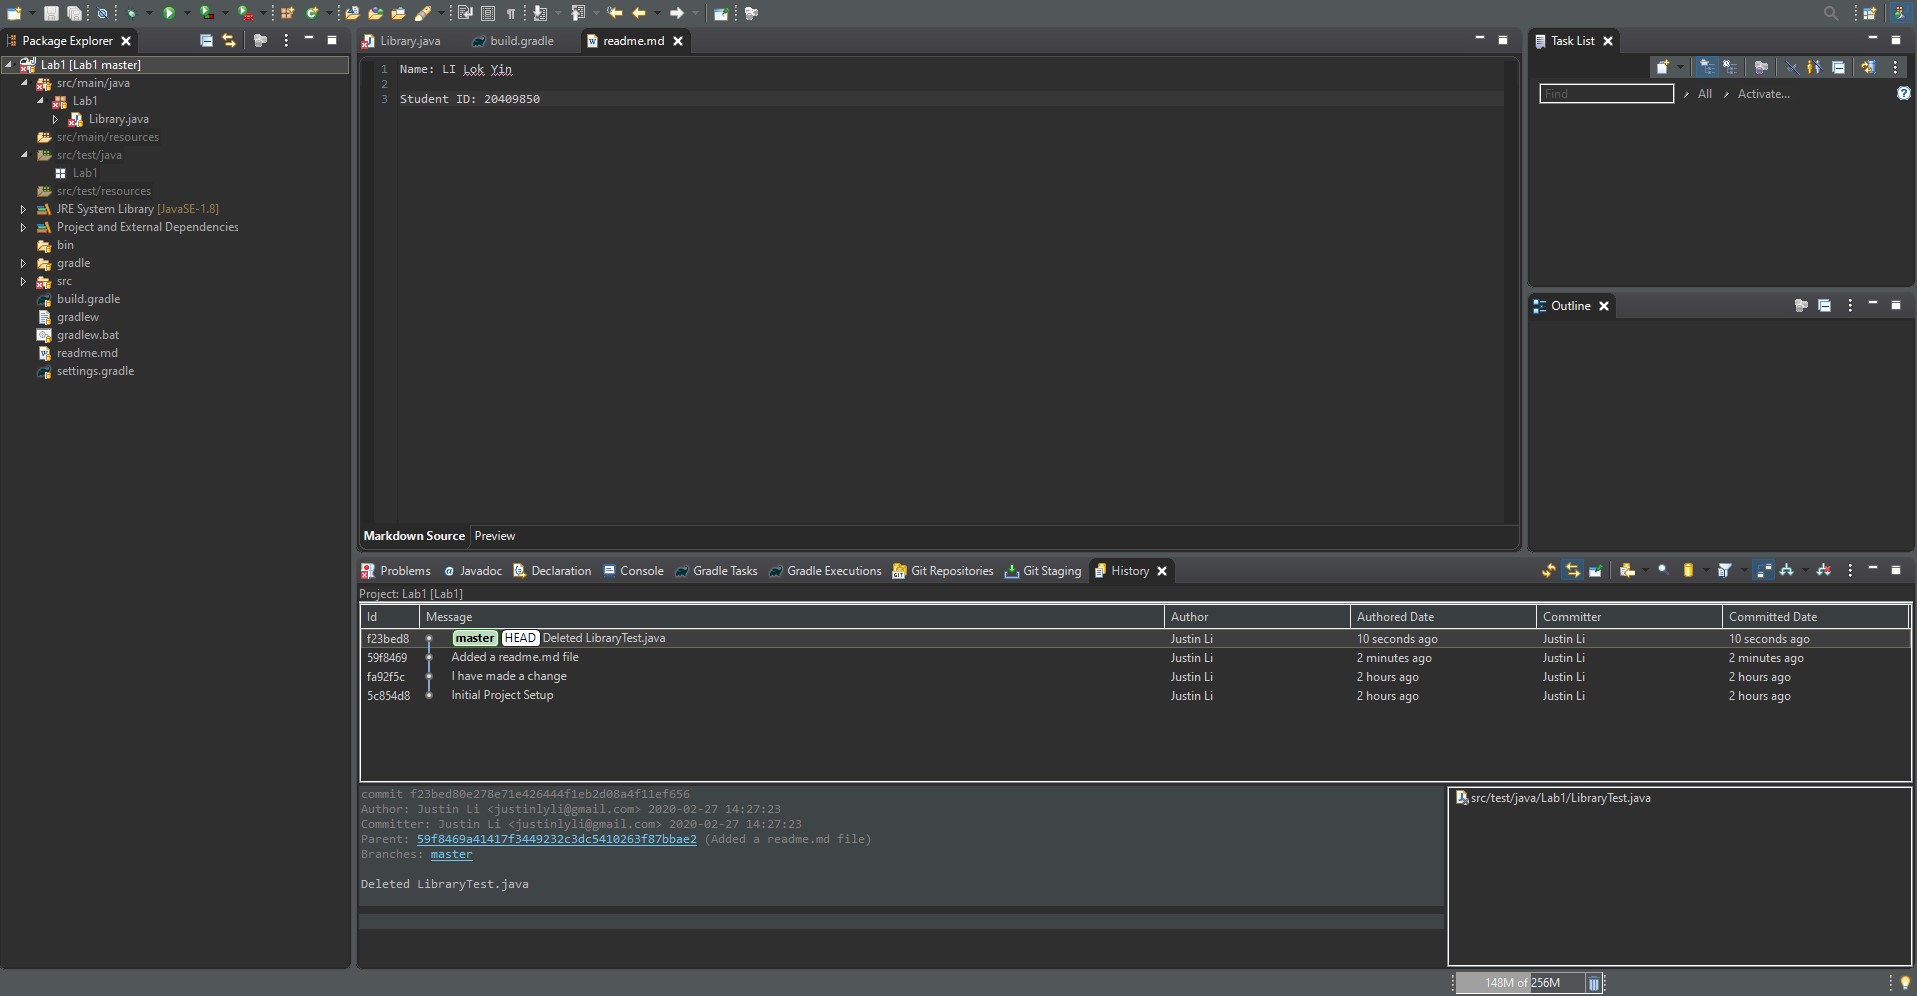 Package Explorer
Lab1 [Lab1 master]
src/main/java
Lab1
Library.java
src/main/resources
src/test/java
Lab1
src/test/resources
JRE System Library [JavaSE-1.8]
Project and External Dependencies
bin
gradle
src
build.gradle
gradlew
gradlew.bat
readme.md
settings.gradle
Library.java build.gradle readme.md
1 Name: LI Lok Yin
2
3 Student ID: 20409850
Markdown Source Preview
Task List
Find All Activate...
Outline
Problems Javadoc Declaration Console Gradle Tasks Gradle Executions Git Repositories Git Staging History
Project: Lab1 [Lab1]
Id Message Author Authored Date Committer Committed Date
f23bed8 master HEAD Deleted LibraryTest.java Justin Li 10 seconds ago Justin Li 10 seconds ago
59f8469 Added a readme.md file Justin Li 2 minutes ago Justin Li 2 minutes ago
fa92f5c I have made a change Justin Li 2 hours ago Justin Li 2 hours ago
5c854d8 Initial Project Setup Justin Li 2 hours ago Justin Li 2 hours ago
commit f23bed80e278e71e426444f1eb2d08a4f11ef656
Author: Justin Li <justinlyli@gmail.com> 2020-02-27 14:27:23
Committer: Justin Li <justinlyli@gmail.com> 2020-02-27 14:27:23
Parent: 59f8469a41417f3449232c3dc5410263f87bbae2 (Added a readme.md file)
Branches: master
Deleted LibraryTest.java
src/test/java/Lab1/LibraryTest.java
148M of 256M